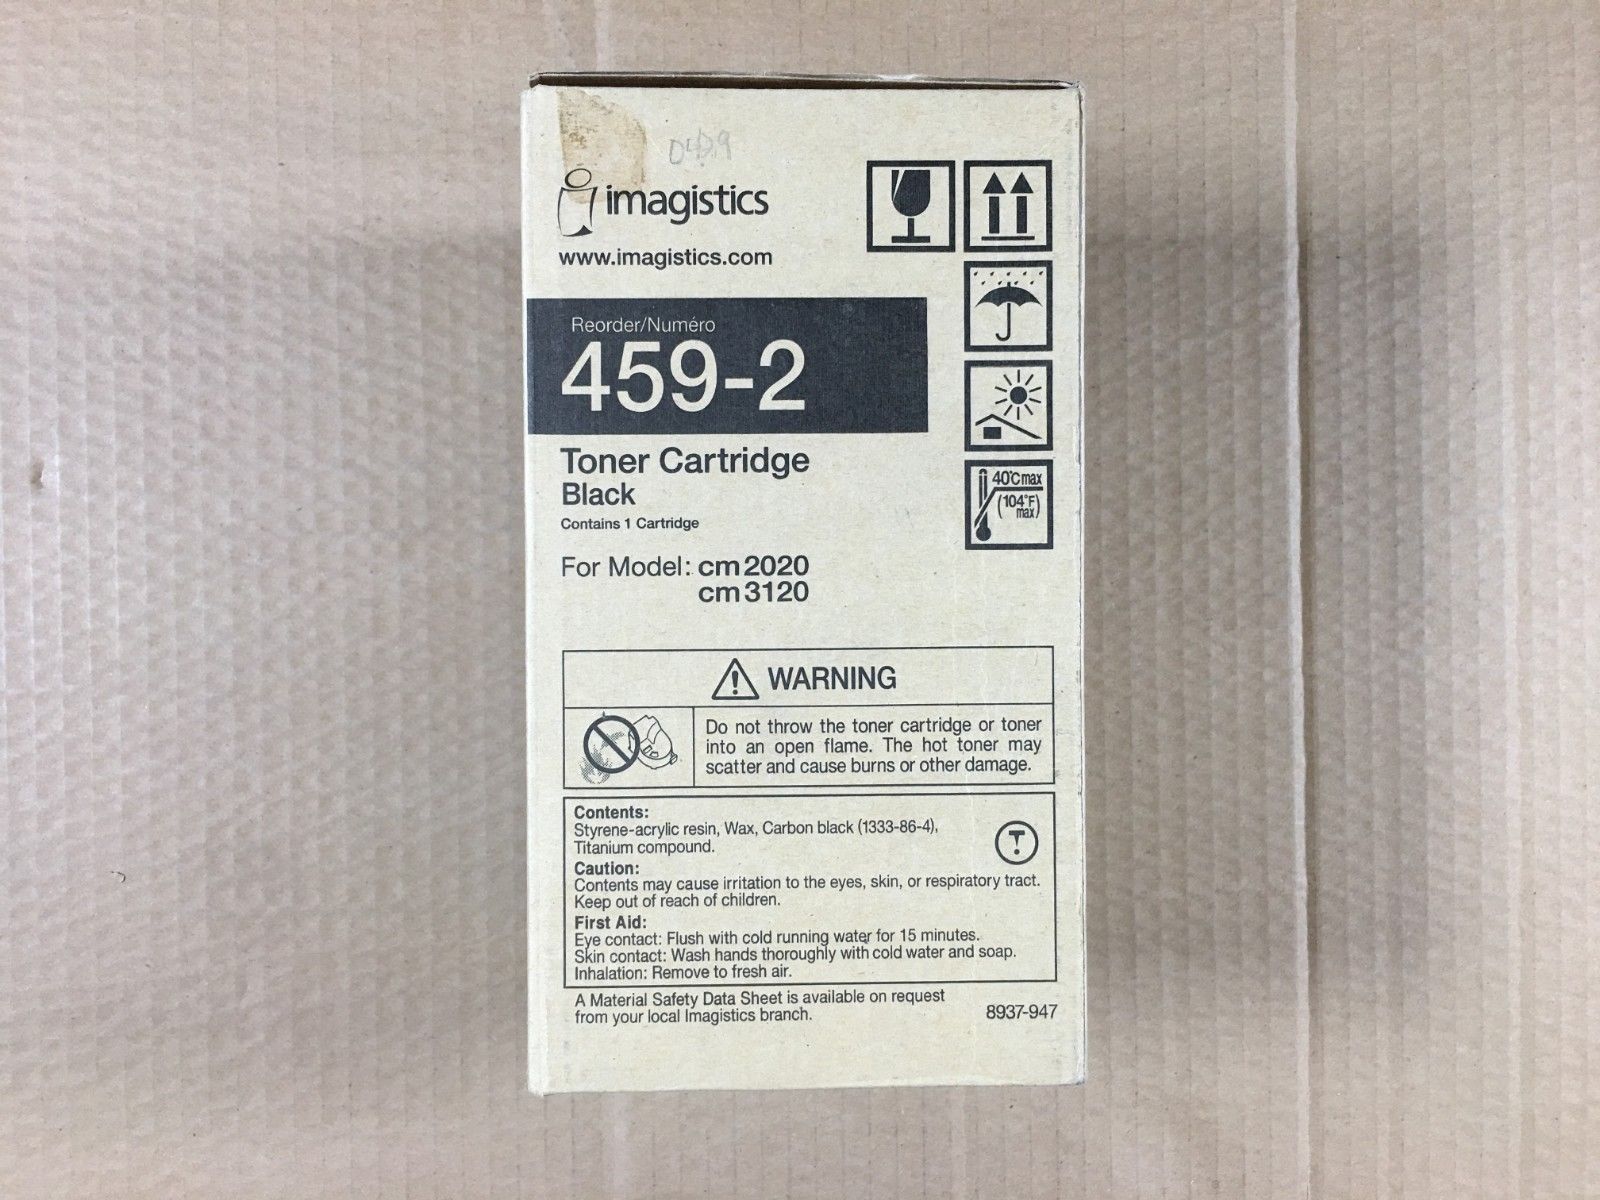 imagistics
www.imagistics.com
Reorder/Numéro
459-2
Toner Cartridge
Black
Contains 1 Cartridge
For Model: cm2020
cm3120
40°C max
(104°F
max)
WARNING
Do not throw the toner cartridge or toner
into an open flame. The hot toner may
scatter and cause burns or other damage.
Contents:
Styrene-acrylic resin, Wax, Carbon black (1333-86-4),
Titanium compound.
Caution:
Contents may cause irritation to the eyes, skin, or respiratory tract.
Keep out of reach of children.
First Aid:
Eye contact: Flush with cold running water for 15 minutes.
Skin contact: Wash hands thoroughly with cold water and soap.
Inhalation: Remove to fresh air.
A Material Safety Data Sheet is available on request
from your local Imagistics branch.
8937-947